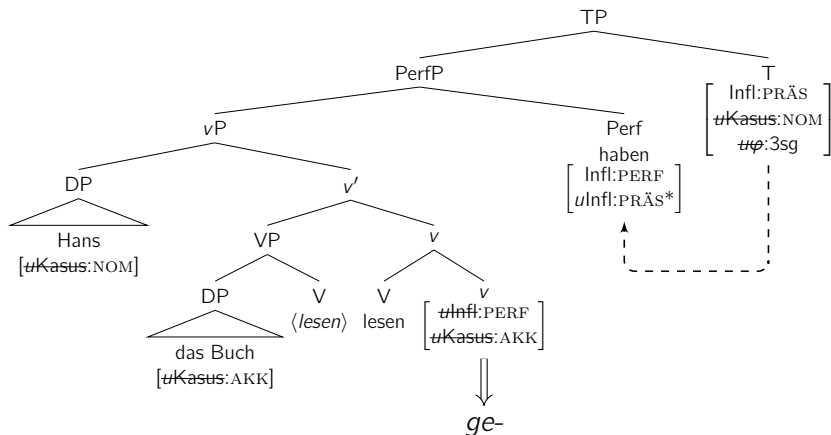 TP
PerfP T
[Infl:PRÄS
uKasus:NOM
uφ:3sg]
vP Perf
haben
[Infl:PERF
uInfl:PRÄS*]
DP v′
Hans
[uKasus:NOM]
VP v
DP V V v
das Buch ⟨lesen⟩ lesen [uInfl:PERF
[uKasus:AKK] uKasus:AKK]
ge-